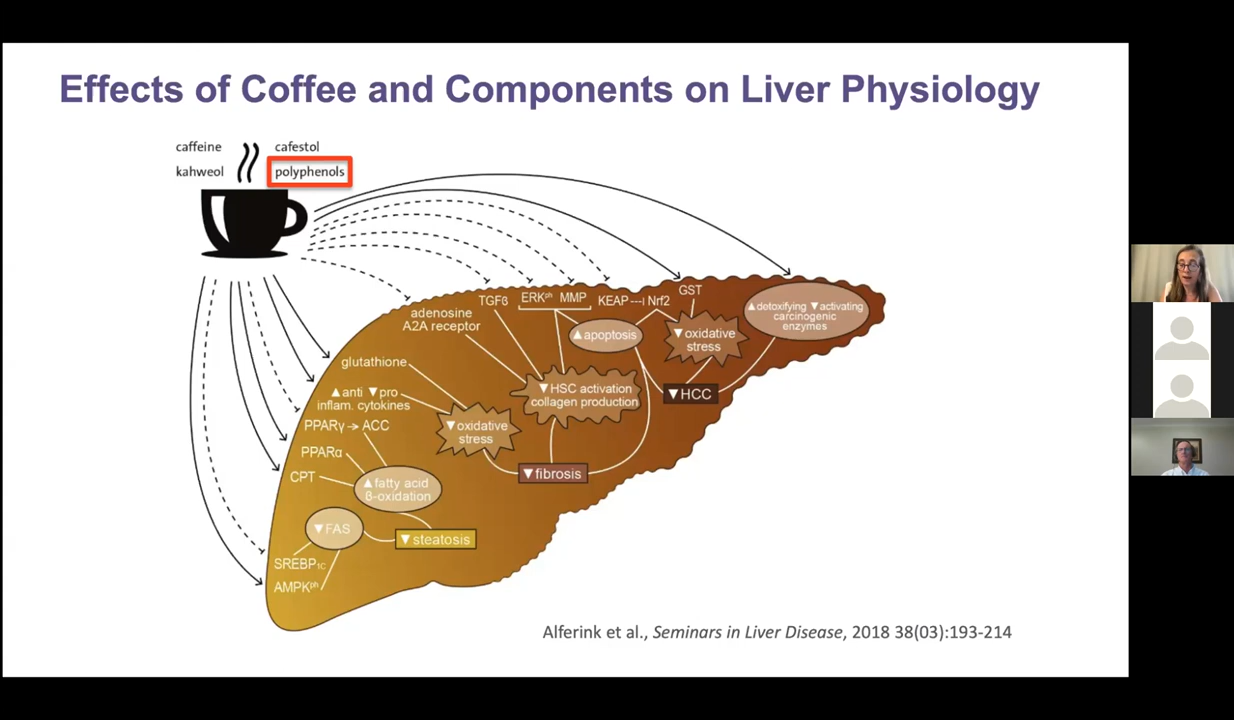 Effects of Coffee and Components on Liver Physiology
caffeine
cafestol
kahweol
polyphenols
TGFß
ERKᵖʰ
MMP
KEAP
Nrf2
GST
adenosine
A2A receptor
▲apoptosis
▼oxidative
stress
▲detoxifying ▼activating
carcinogenic
enzymes
glutathione
▲anti ▼pro
inflam. cytokines
▼HSC activation
collagen production
▼HCC
PPARγ → ACC
▼oxidative
stress
PPARα
CPT
▲fatty acid
ß-oxidation
▼fibrosis
▼FAS
▼steatosis
SREBP1C
AMPKᵖʰ
Alferink et al., Seminars in Liver Disease, 2018 38(03):193-214